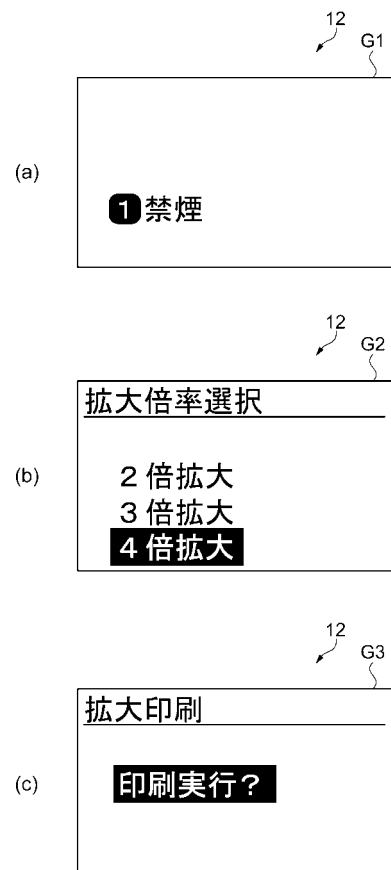 12
G1
(a)
1禁煙
12
G2
拡大倍率選択
(b)
2倍拡大
3倍拡大
4倍拡大
12
G3
拡大印刷
(c)
印刷実行？